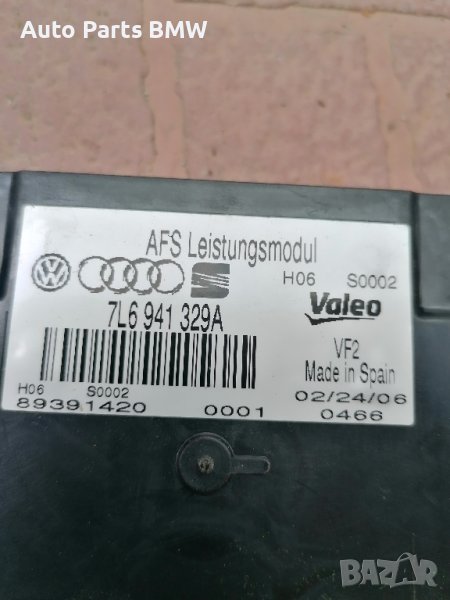 Auto Parts BMW
AFS Leistungsmodul
H06 S0002
7L6 941 329A
Valeo
VF2
Made in Spain
H06 S0002
02/24/06
89391420 0001 0466
BAZAR